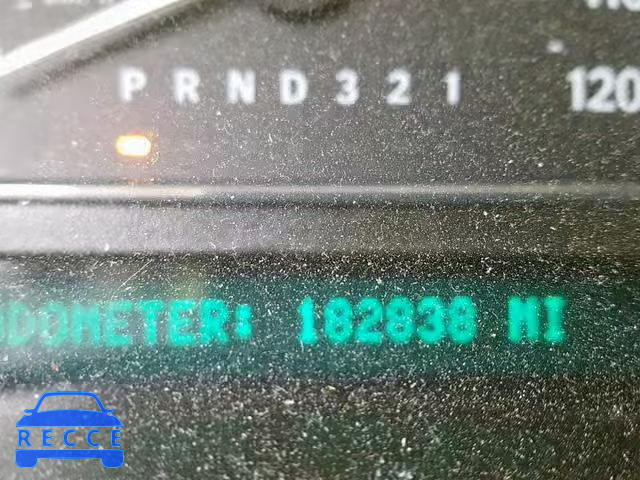 P R N D 3 2 1
120
ODOMETER: 182838 MI
RECCE